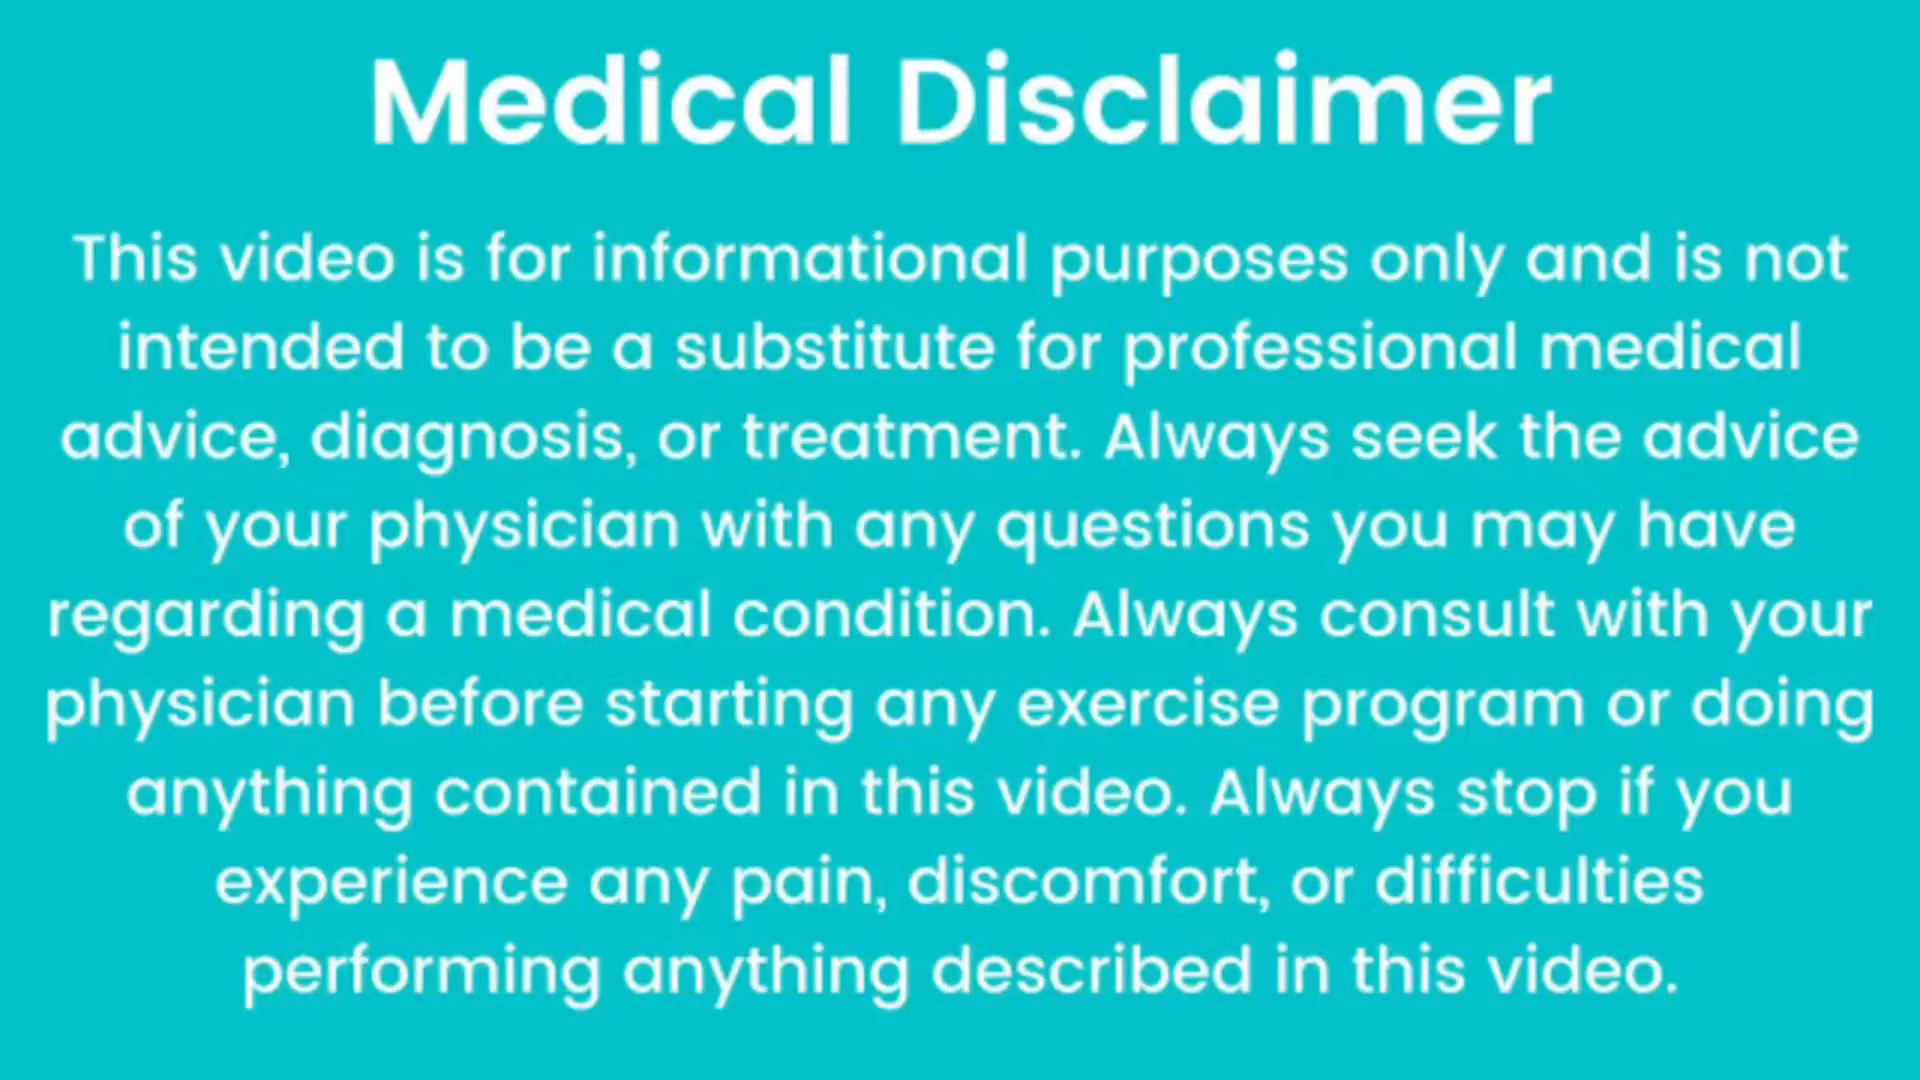 Medical Disclaimer
This video is for informational purposes only and is not
intended to be a substitute for professional medical
advice, diagnosis, or treatment. Always seek the advice
of your physician with any questions you may have
regarding a medical condition. Always consult with your
physician before starting any exercise program or doing
anything contained in this video. Always stop if you
experience any pain, discomfort, or difficulties
performing anything described in this video.